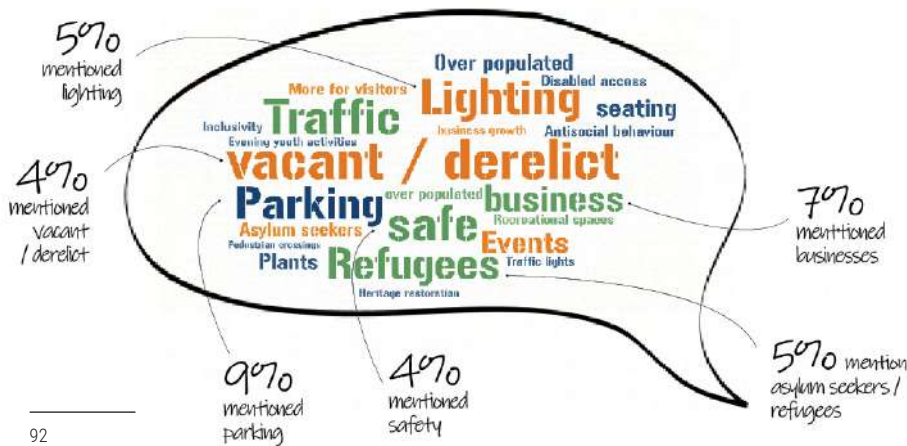 5%
mentioned
lighting
Over populated
Disabled access
More for visitors
Lighting
seating
Traffic
Inclusivity
business growth
Antisocial behaviour
Evening youth activities
vacant / derelict
4%
mentioned
vacant
/ derelict
Parking
over populated
business
Recreational spaces
safe
Asylum seekers
Events
Pedestrian crossings
Plants
Refugees
Traffic lights
Heritage restoration
7%
menttioned
businesses
9%
mentioned
parking
4%
mentioned
safety
5% mention
asylum seekers /
refugees
92